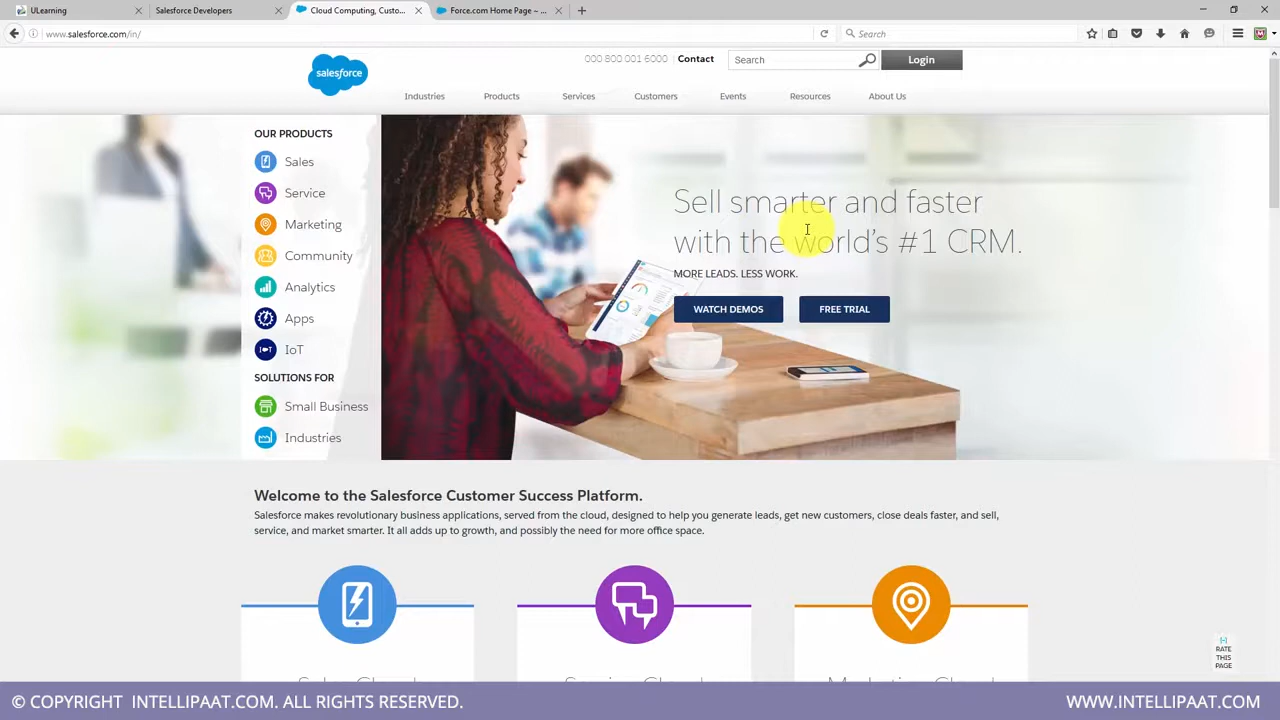 ULearning
Salesforce Developers
Cloud Computing, Custo...
Force.com Home Page ~ ...
www.salesforce.com/in/
Search
salesforce
000 800 001 6000
Contact
Search
Login
Industries
Products
Services
Customers
Events
Resources
About Us
OUR PRODUCTS
Sales
Service
Marketing
Community
Analytics
Apps
IoT
SOLUTIONS FOR
Small Business
Industries
Sell smarter and faster
with the world's #1 CRM.
MORE LEADS. LESS WORK.
WATCH DEMOS
FREE TRIAL
Welcome to the Salesforce Customer Success Platform.
Salesforce makes revolutionary business applications, served from the cloud, designed to help you generate leads, get new customers, close deals faster, and sell,
service, and market smarter. It all adds up to growth, and possibly the need for more office space.
RATE
THIS
PAGE
© COPYRIGHT INTELLIPAAT.COM. ALL RIGHTS RESERVED.
WWW.INTELLIPAAT.COM